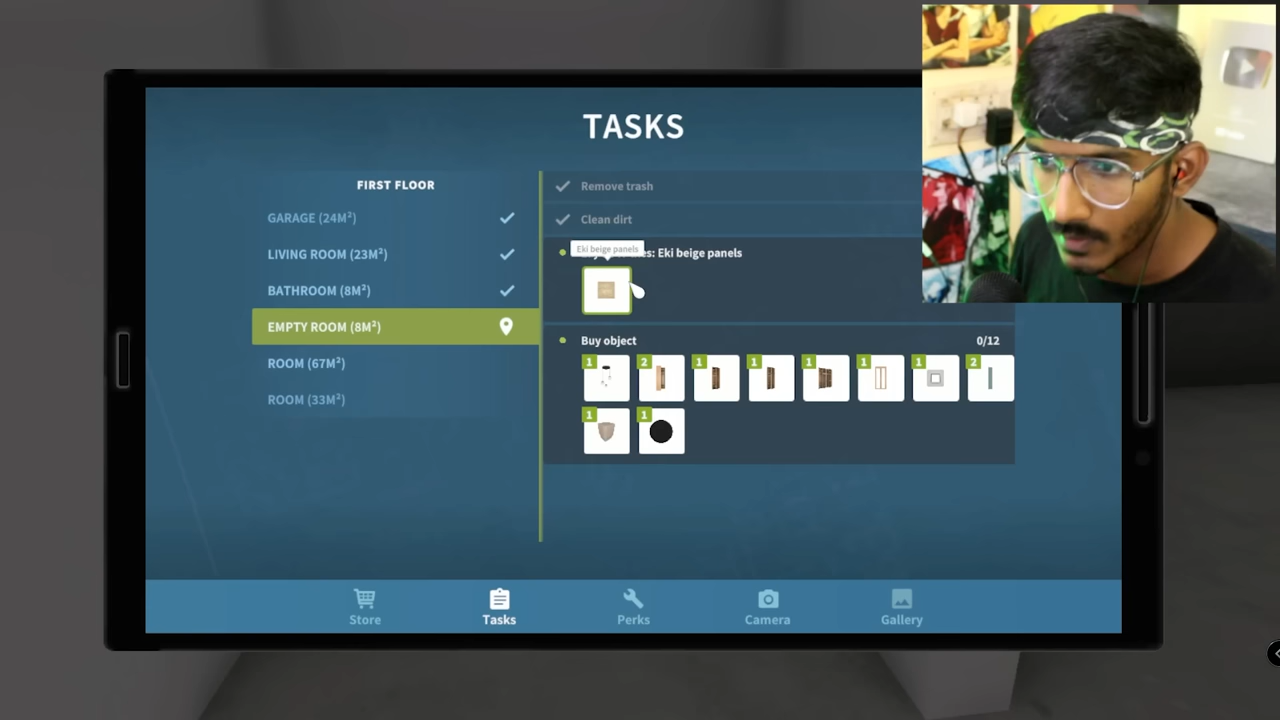 TASKS
FIRST FLOOR
GARAGE (24M²)
LIVING ROOM (23M²)
BATHROOM (8M²)
EMPTY ROOM (8M²)
ROOM (67M²)
ROOM (33M²)
Remove trash
Clean dirt
Eki beige panels
: Eki beige panels
Buy object 0/12
1 2 1 1 1 1 1 2
1 1
Store Tasks Perks Camera Gallery